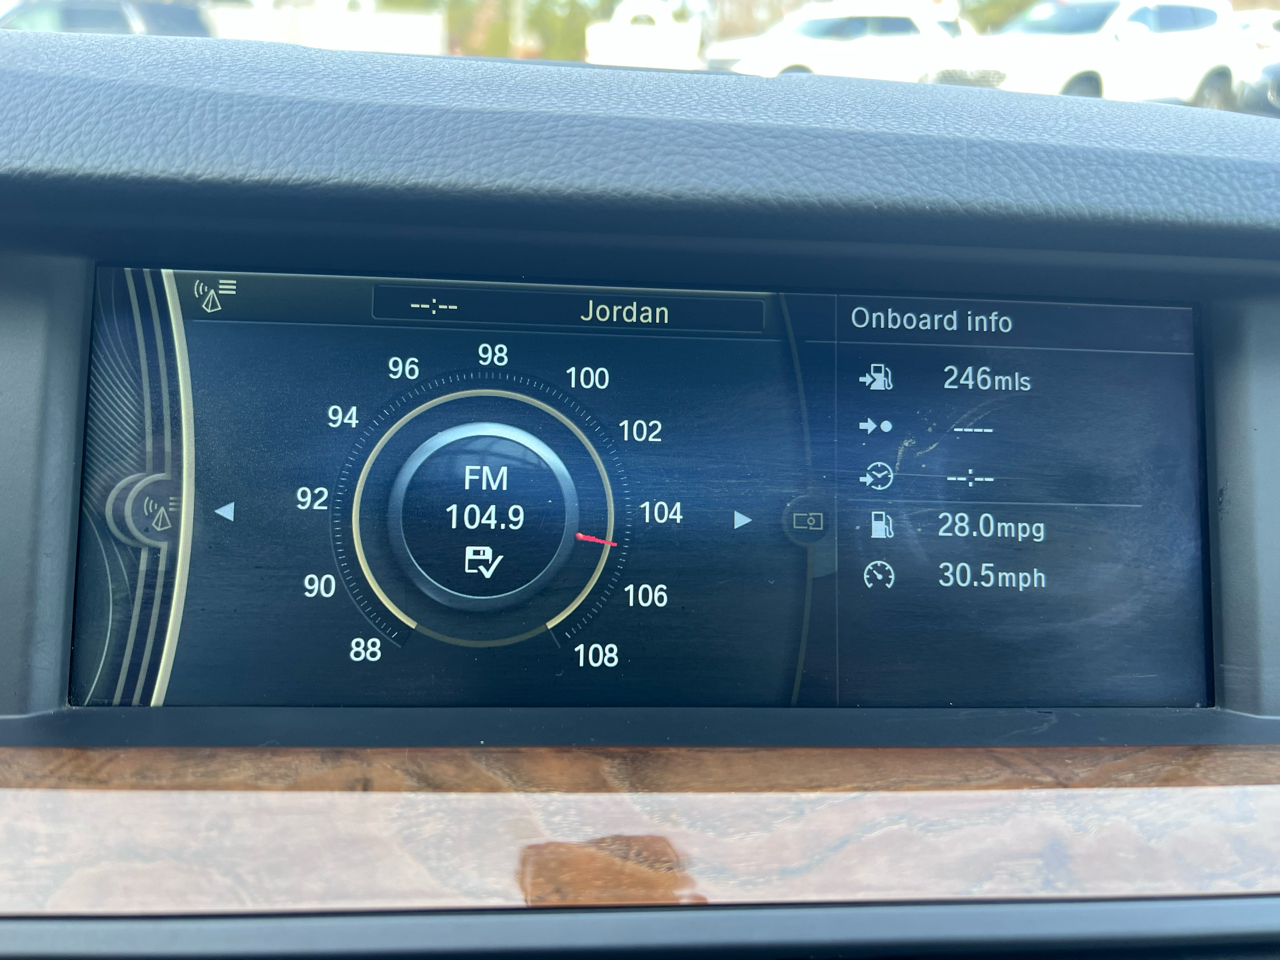 --:-- Jordan
Onboard info
98
96
100
94
102
92
104
90
106
88
108
FM
104.9
246mls
----
--:--
28.0mpg
30.5mph